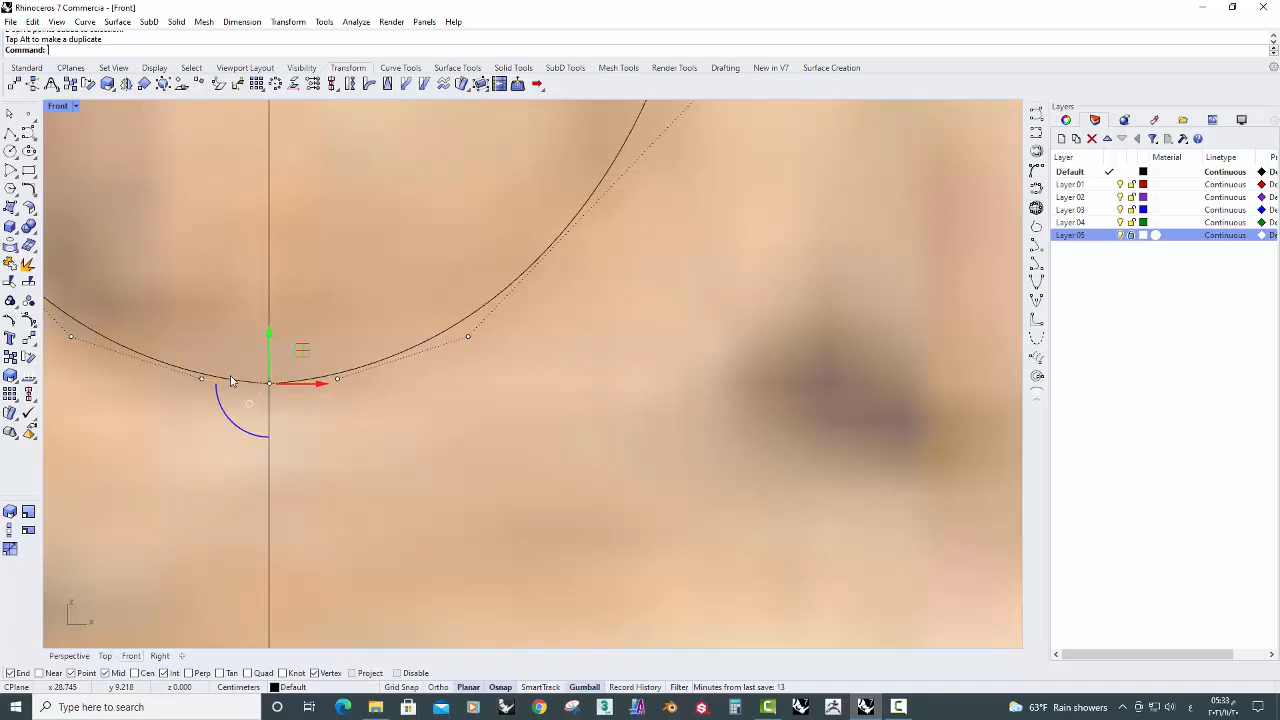 Rhinoceros 7 Commercia - [Front]
File Edit View Curve Surface SubD Solid Mesh Dimension Transform Tools Analyze Render Panels Help
Tap Alt to make a duplicate
Command:
Standard CPlanes Set View Display Select Viewport Layout Visibility Transform Curve Tools Surface Tools Solid Tools SubD Tools Mesh Tools Render Tools Drafting New in V7 Surface Creation
Front
Layers
Layer Material Linetype
Default Continuous
Layer 01 Continuous
Layer 02 Continuous
Layer 03 Continuous
Layer 04 Continuous
Layer 05 Continuous
z
x
Perspective Top Front Right
End Near Point Mid Cen Int Perp Tan Quad Knot Vertex Project Disable
CPlane x 28.745 y 9.218 z 0.000 Centimeters Default Grid Snap Ortho Planar Osnap SmartTrack Gumball Record History Filter Minutes from last save: 13
Type here to search
63°F Rain showers